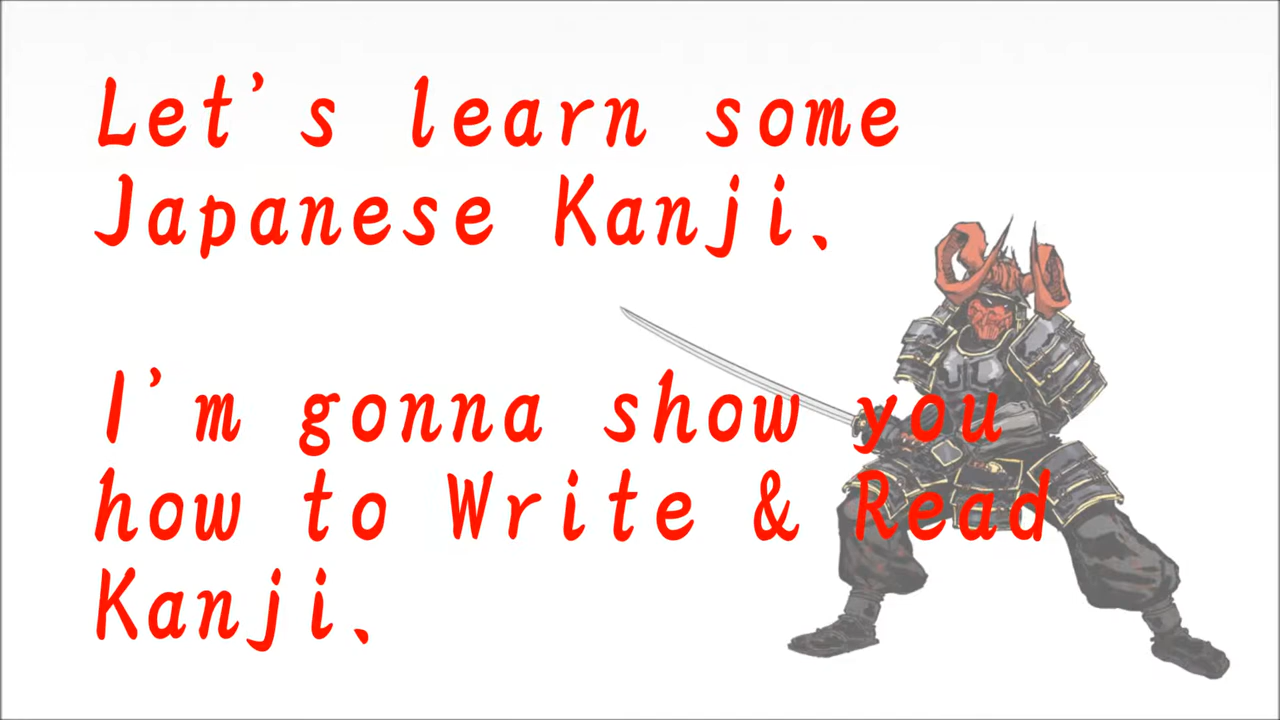 Let's learn some
Japanese Kanji、
I'm gonna show you
how to Write & Read
Kanji、